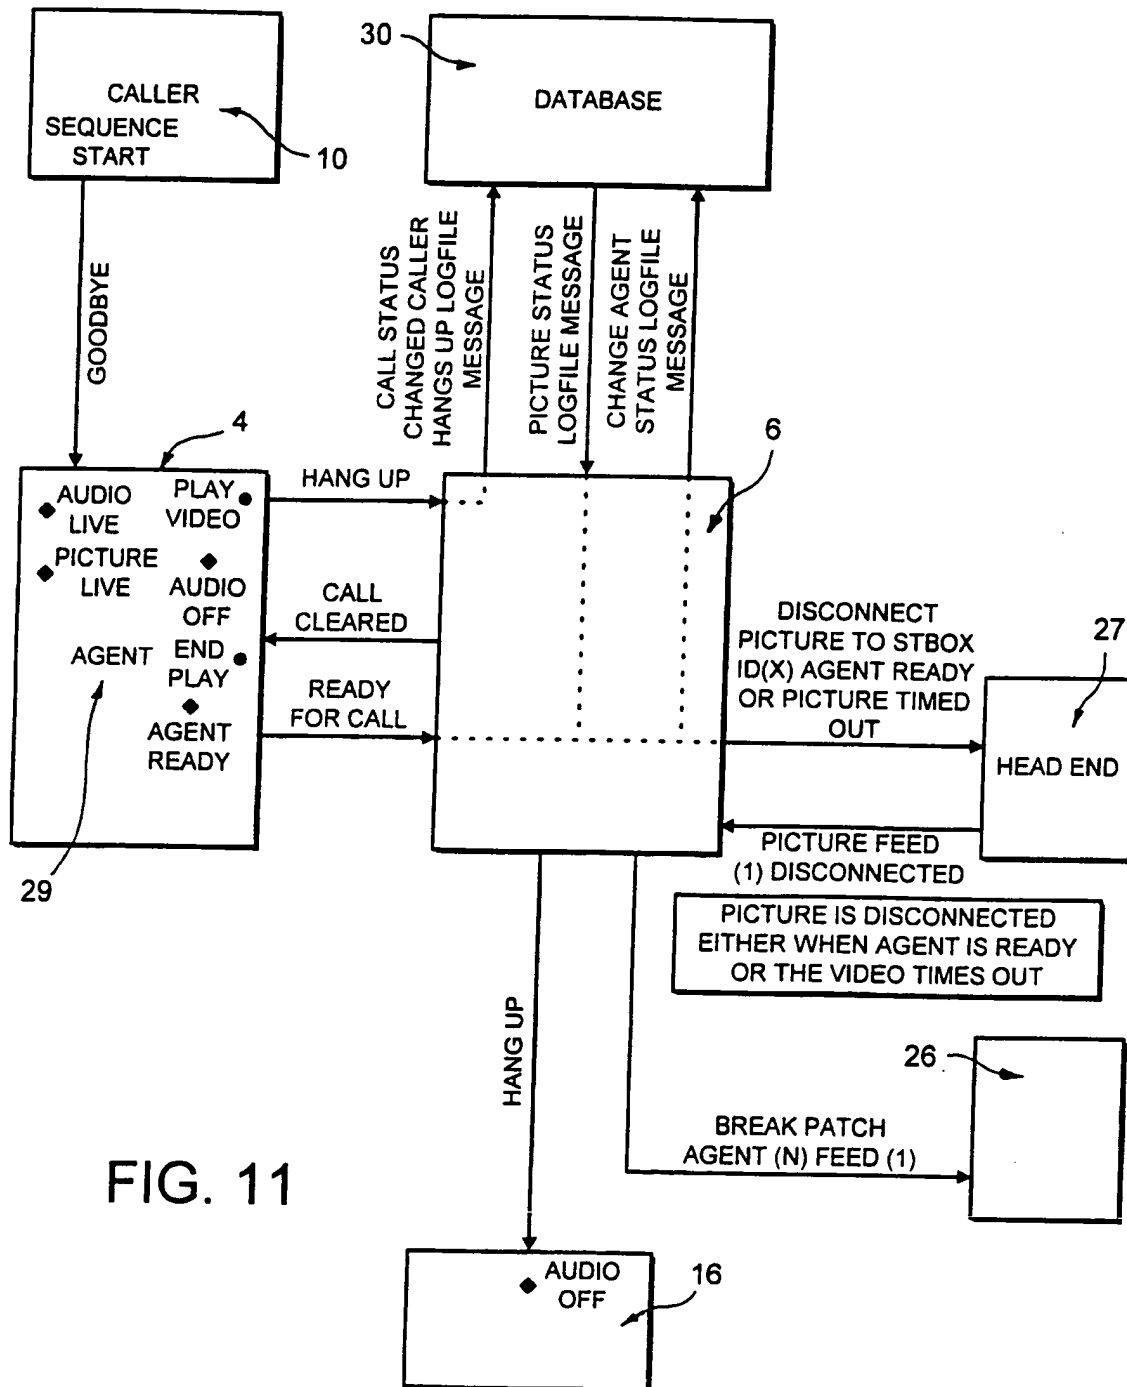 CALLER
SEQUENCE
START
10
30
DATABASE
GOODBYE
CALL STATUS
CHANGED CALLER
HANGS UP LOGFILE
MESSAGE
PICTURE STATUS
LOGFILE MESSAGE
CHANGE AGENT
STATUS LOGFILE
MESSAGE
4
6
AUDIO
LIVE
PICTURE
LIVE
PLAY
VIDEO
AUDIO
OFF
AGENT
END
PLAY
AGENT
READY
29
HANG UP
CALL
CLEARED
READY
FOR CALL
DISCONNECT
PICTURE TO STBOX
ID(X) AGENT READY
OR PICTURE TIMED
OUT
27
HEAD END
PICTURE FEED
(1) DISCONNECTED
PICTURE IS DISCONNECTED
EITHER WHEN AGENT IS READY
OR THE VIDEO TIMES OUT
HANG UP
26
BREAK PATCH
AGENT (N) FEED (1)
FIG. 11
AUDIO
OFF
16